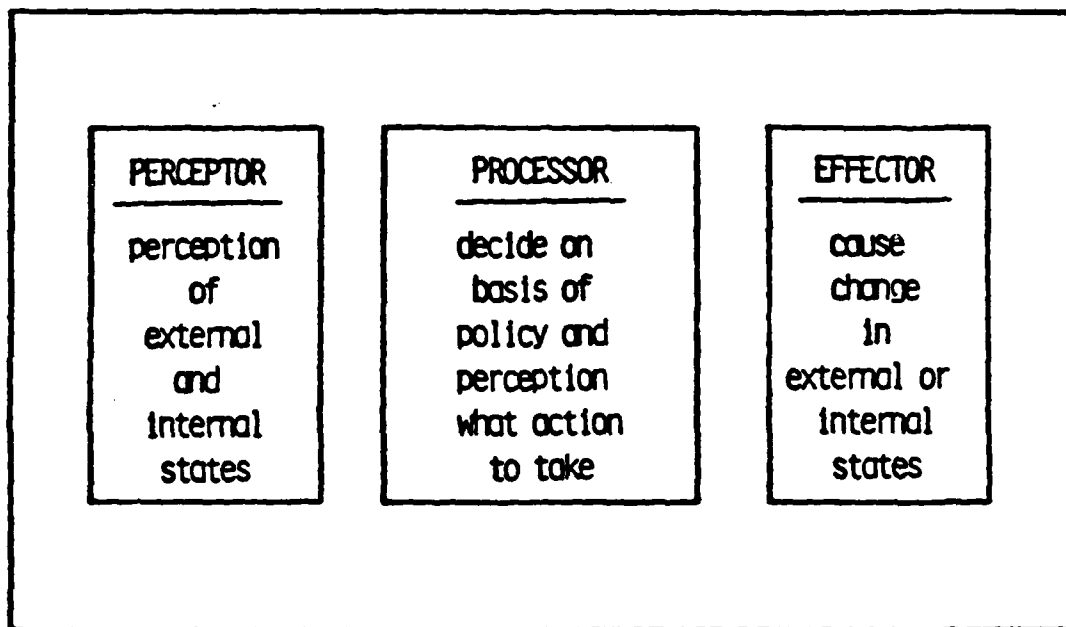 PERCEPTOR
perception
of
external
and
internal
states
PROCESSOR
decide on
basis of
policy and
perception
what action
to take
EFFECTOR
cause
change
in
external or
internal
states